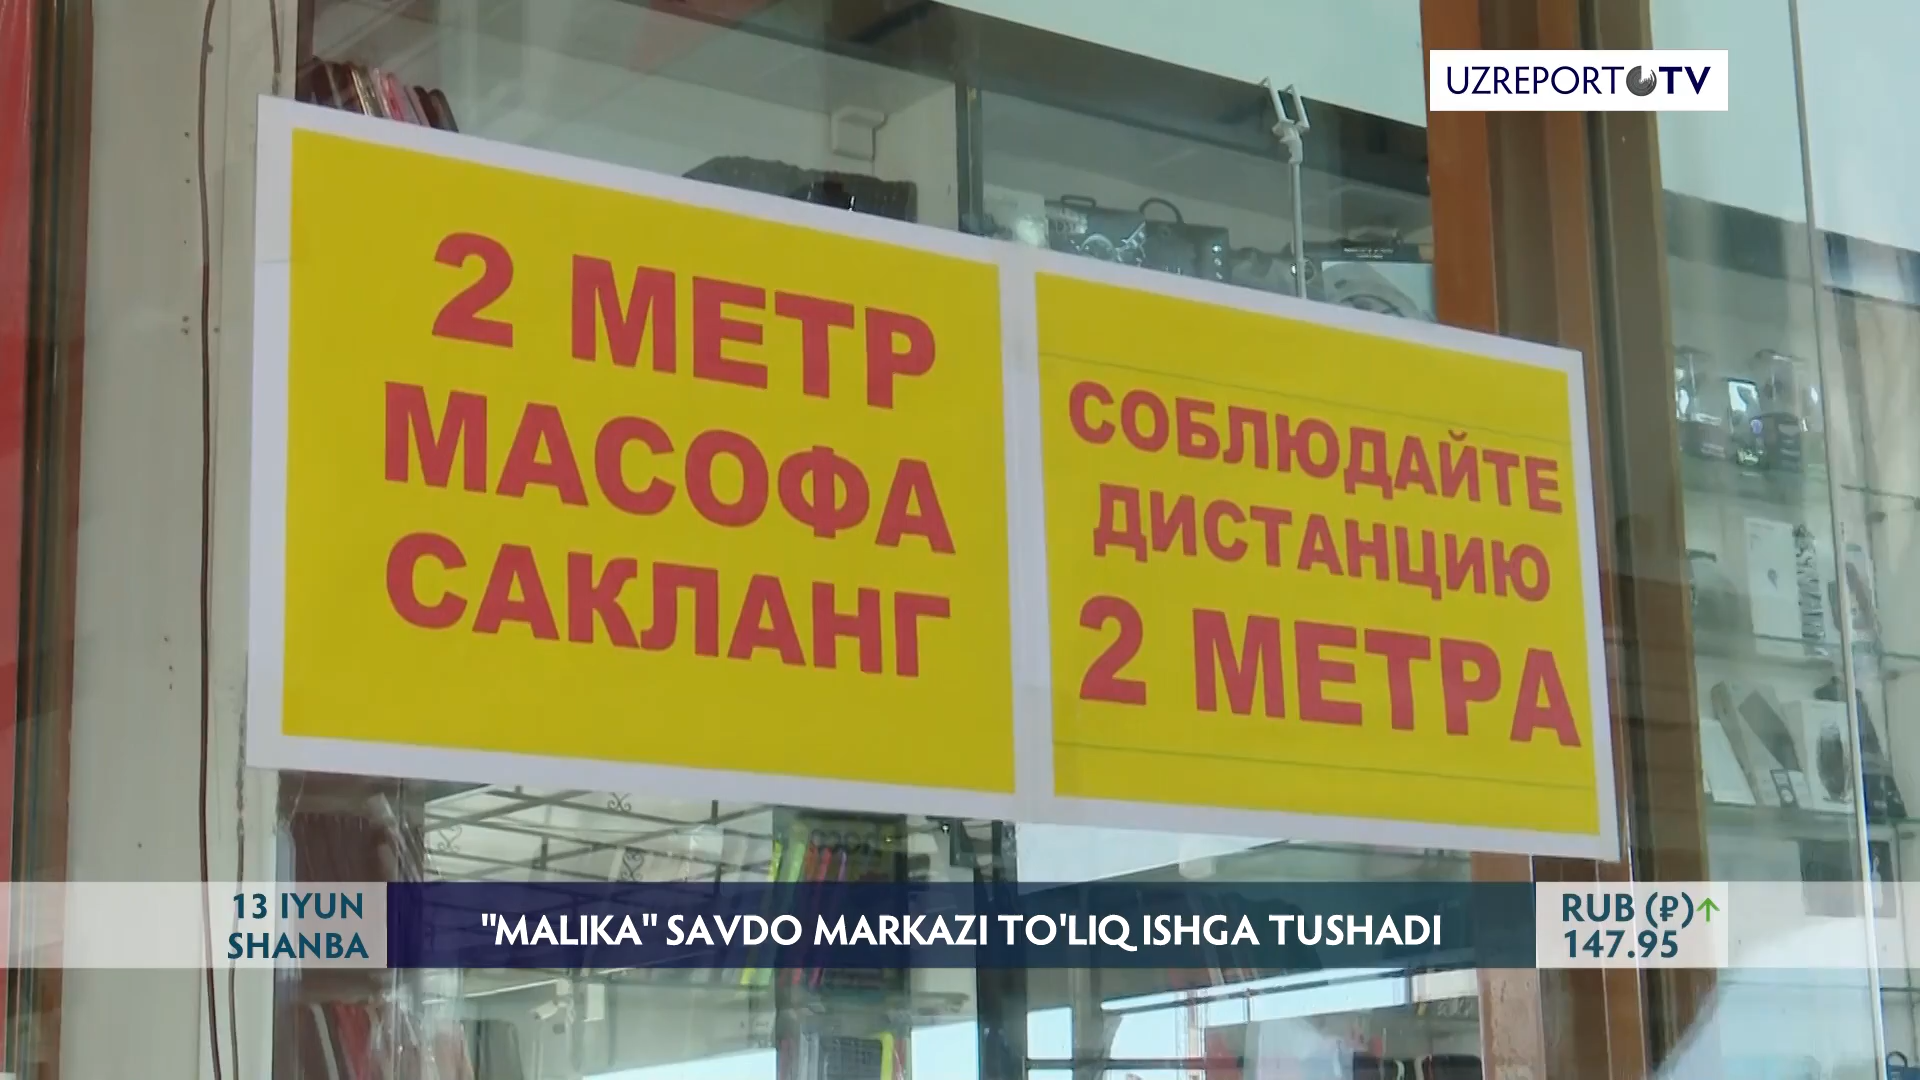 UZREPORT TV
2 МЕТР
МАСОФА
САКЛАНГ
СОБЛЮДАЙТЕ
ДИСТАНЦИЮ
2 МЕТРА
13 IYUN
SHANBA
"MALIKA" SAVDO MARKAZI TO'LIQ ISHGA TUSHADI
RUB (₽)↑
147.95